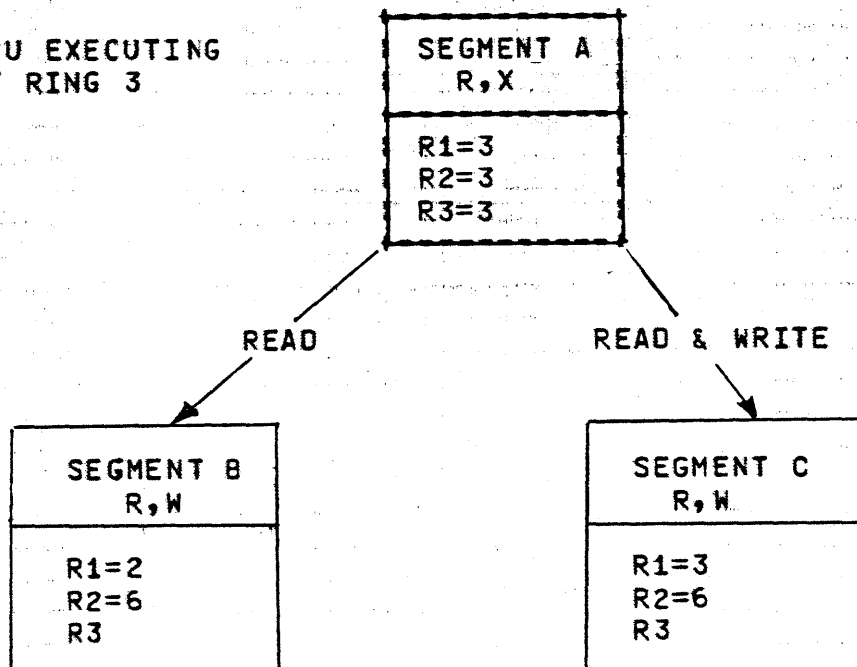 U EXECUTING
RING 3
SEGMENT A
R,X
R1=3
R2=3
R3=3
READ
READ & WRITE
SEGMENT B
R,W
R1=2
R2=6
R3
SEGMENT C
R,W
R1=3
R2=6
R3